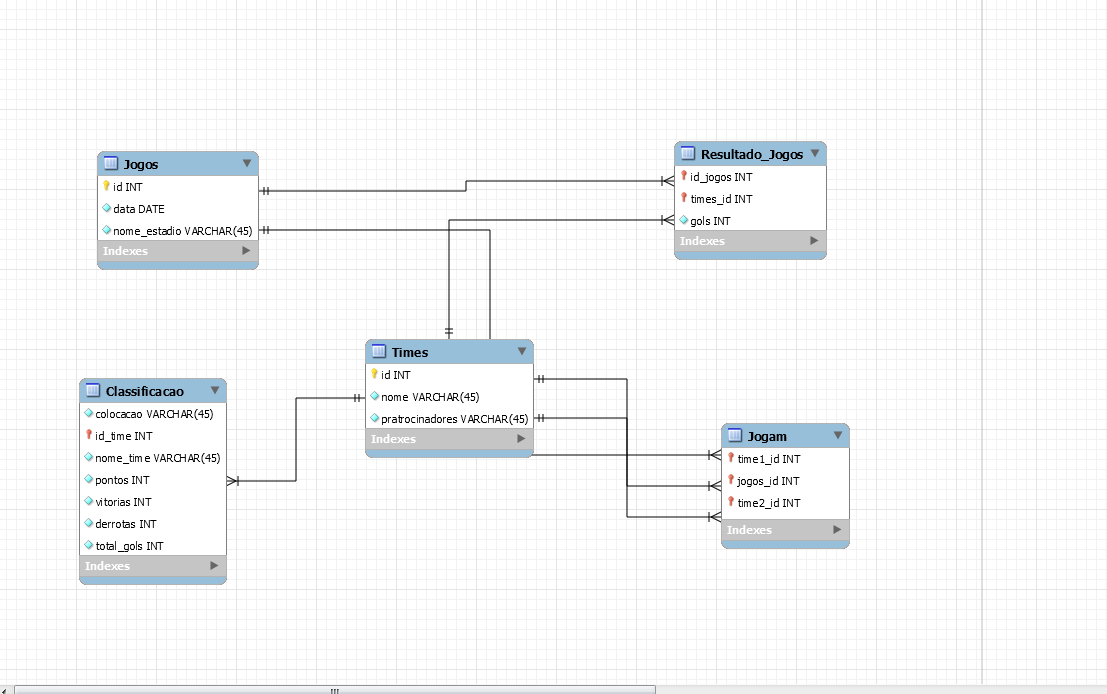 Jogos
id INT
data DATE
nome_estadio VARCHAR(45)
Indexes
Resultado_Jogos
id_jogos INT
times_id INT
gols INT
Indexes
Times
id INT
nome VARCHAR(45)
pratrocinadores VARCHAR(45)
Indexes
Classificacao
colocacao VARCHAR(45)
id_time INT
nome_time VARCHAR(45)
pontos INT
vitorias INT
derrotas INT
total_gols INT
Indexes
Jogam
time1_id INT
jogos_id INT
time2_id INT
Indexes